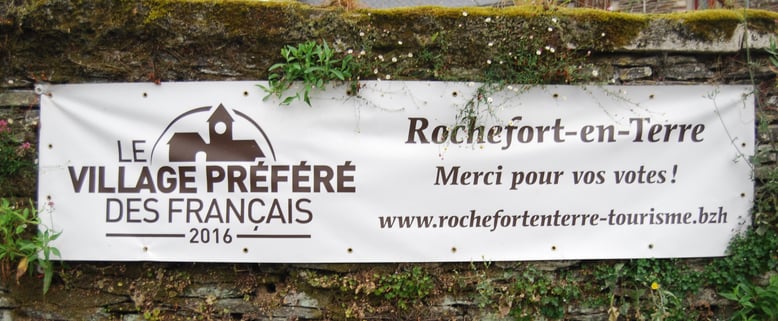 LE
VILLAGE PRÉFÉRÉ
DES FRANÇAIS
2016
Rochefort-en-Terre
Merci pour vos votes !
www.rochefortenterre-tourisme.bzh